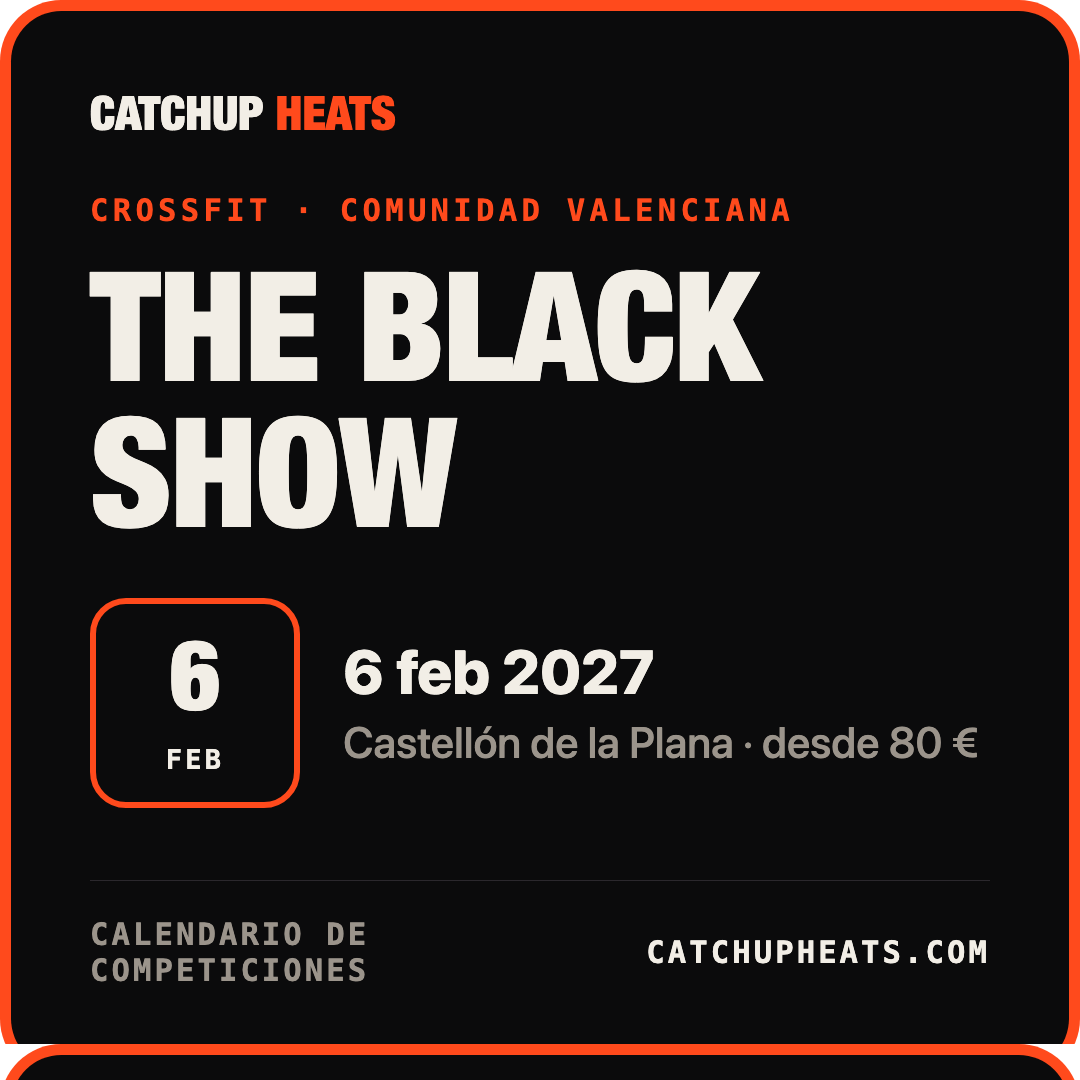 CATCHUP HEATS
CROSSFIT · COMUNIDAD VALENCIANA
THE BLACK
SHOW
6
FEB
6 feb 2027
Castellón de la Plana · desde 80 €
CALENDARIO DE
COMPETICIONES
CATCHUPHEATS.COM